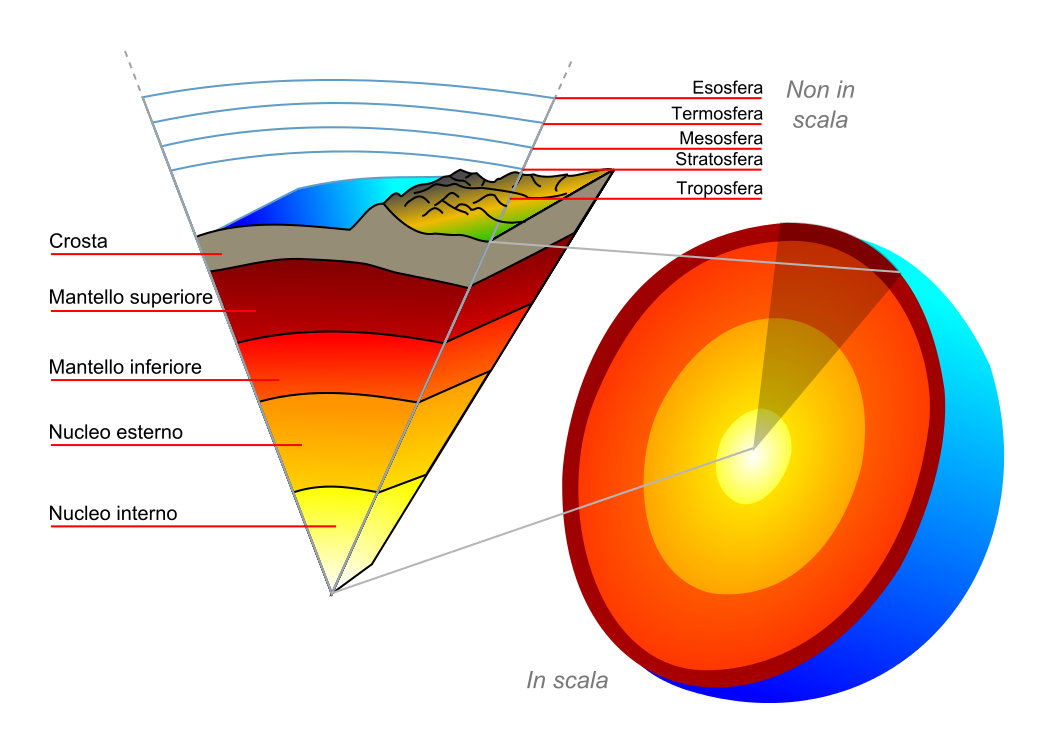 Esosfera
Termosfera
Mesosfera
Stratosfera
Troposfera
Non in
scala
Crosta
Mantello superiore
Mantello inferiore
Nucleo esterno
Nucleo interno
In scala